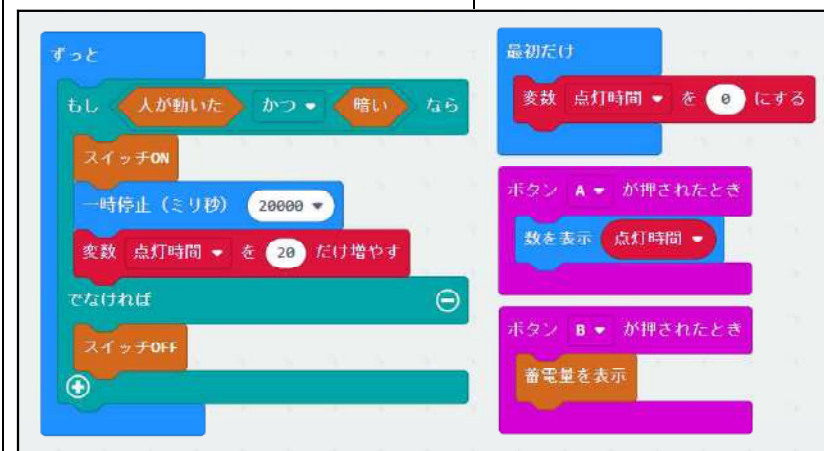 ずっと
もし 人が動いた かつ 暗い なら
スイッチON
一時停止（ミリ秒） 20000
変数 点灯時間 を 20 だけ増やす
でなければ
スイッチOFF
最初だけ
変数 点灯時間 を 0 にする
ボタン A が押されたとき
数を表示 点灯時間
ボタン B が押されたとき
蓄電量を表示